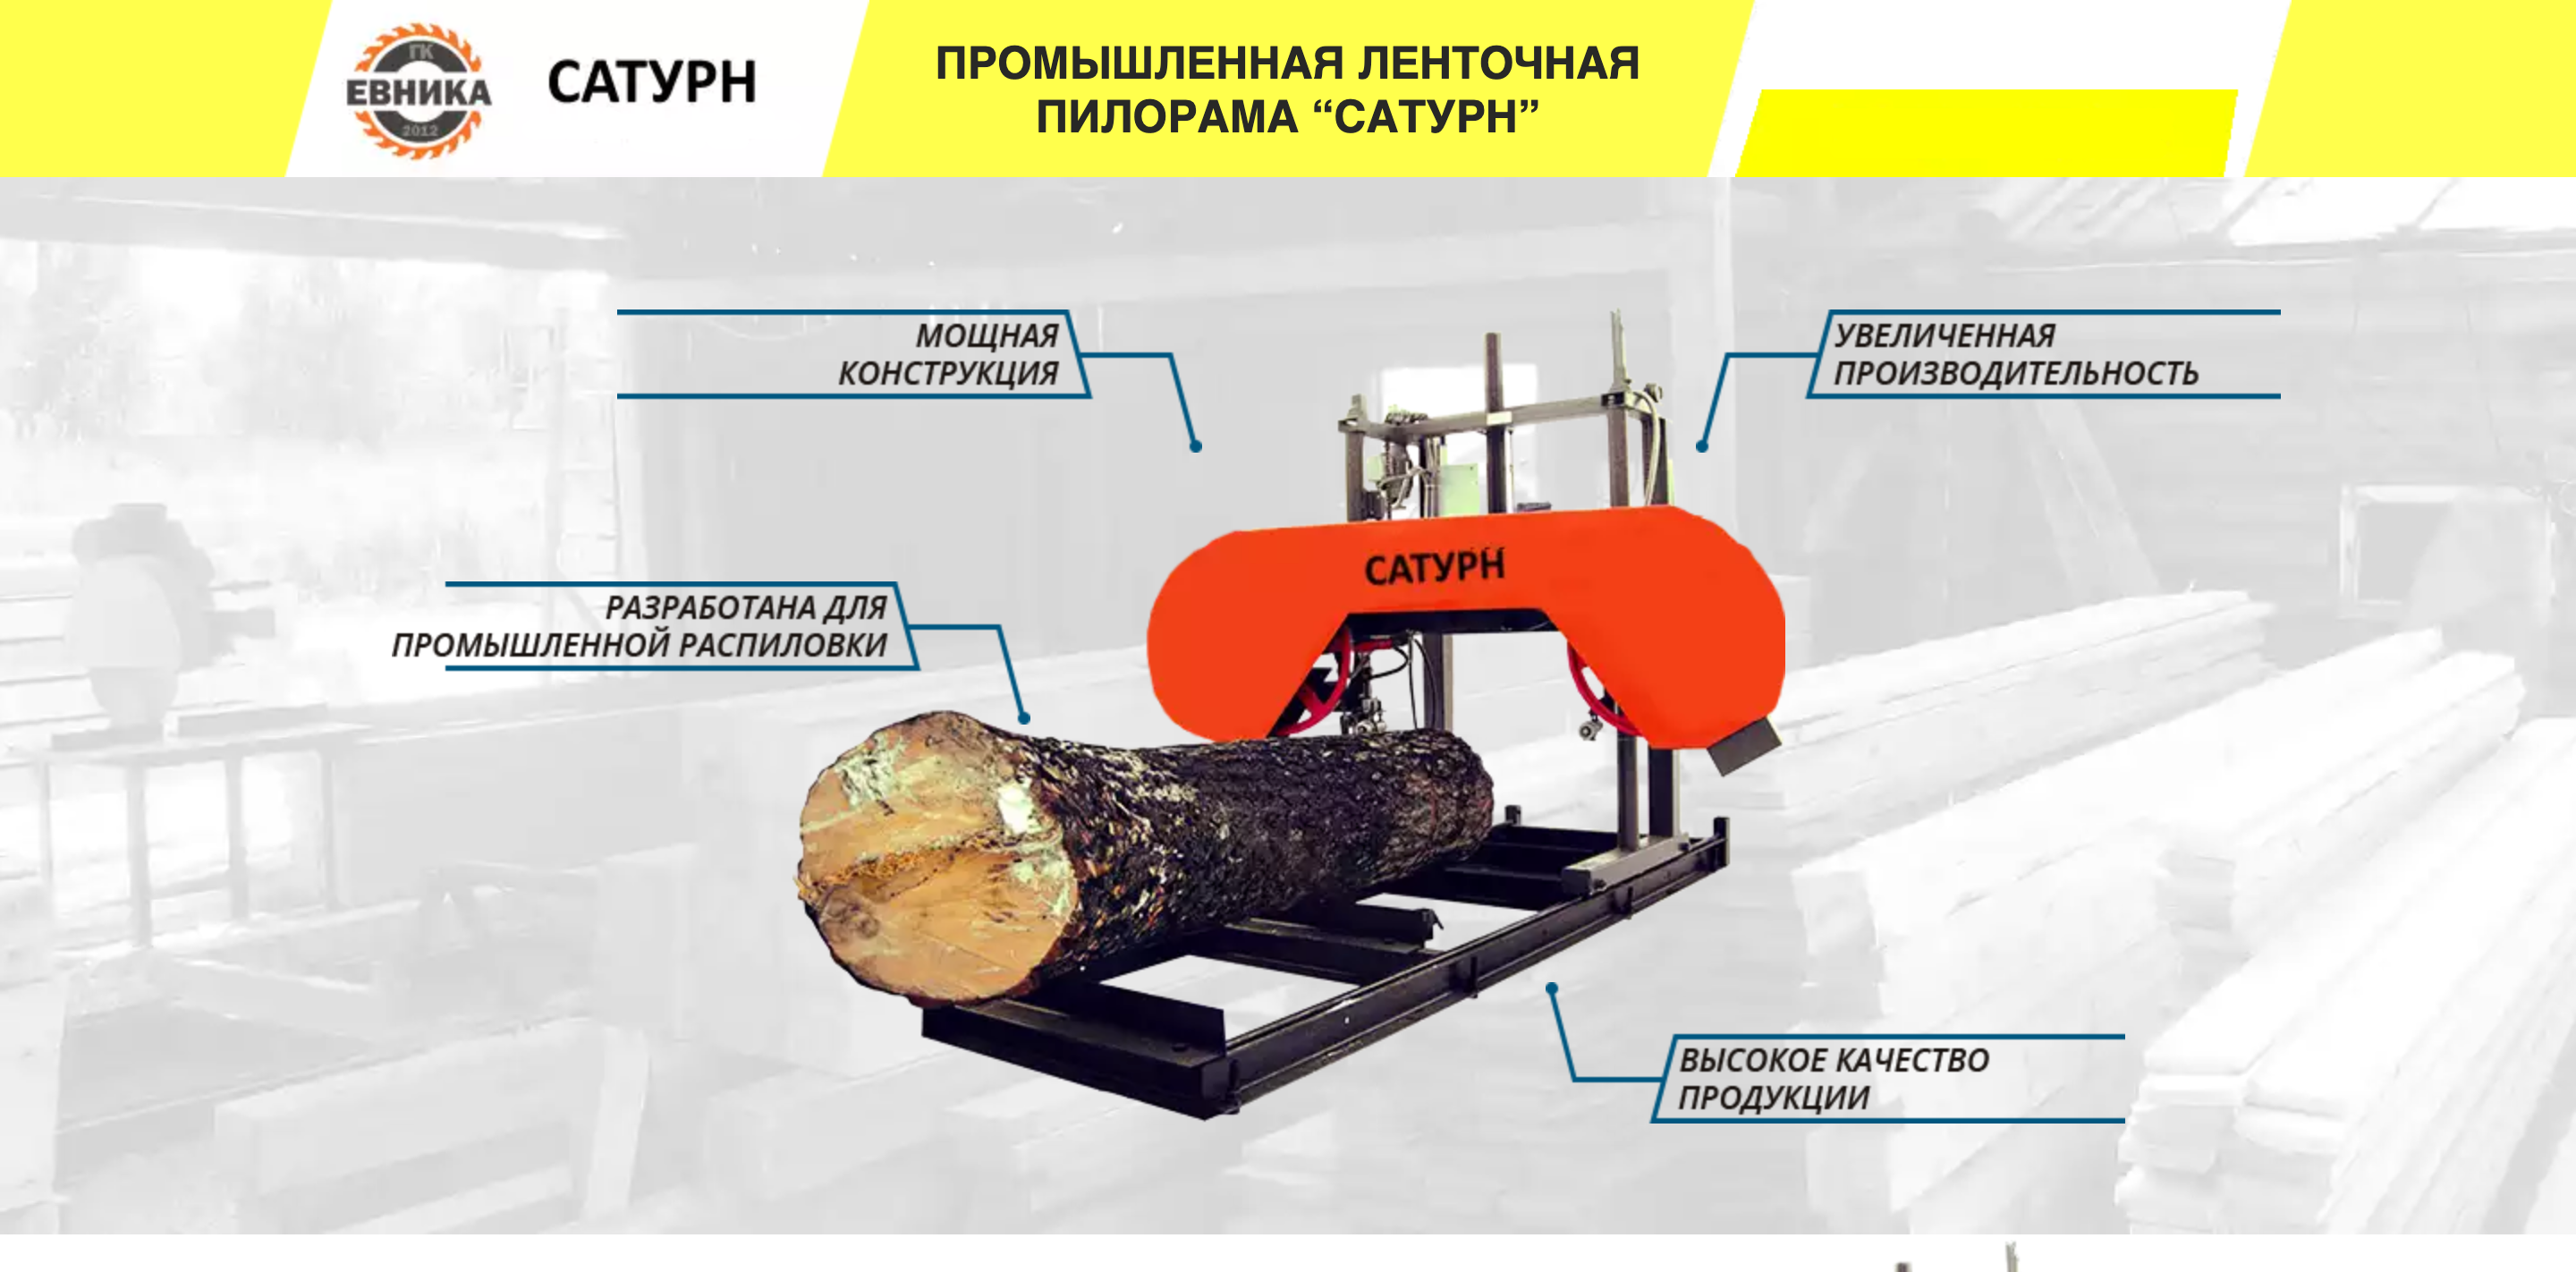 ГК
ЕВНИКА
2012
САТУРН
ПРОМЫШЛЕННАЯ ЛЕНТОЧНАЯ
ПИЛОРАМА “САТУРН”
МОЩНАЯ
КОНСТРУКЦИЯ
УВЕЛИЧЕННАЯ
ПРОИЗВОДИТЕЛЬНОСТЬ
САТУРН
РАЗРАБОТАНА ДЛЯ
ПРОМЫШЛЕННОЙ РАСПИЛОВКИ
ВЫСОКОЕ КАЧЕСТВО
ПРОДУКЦИИ